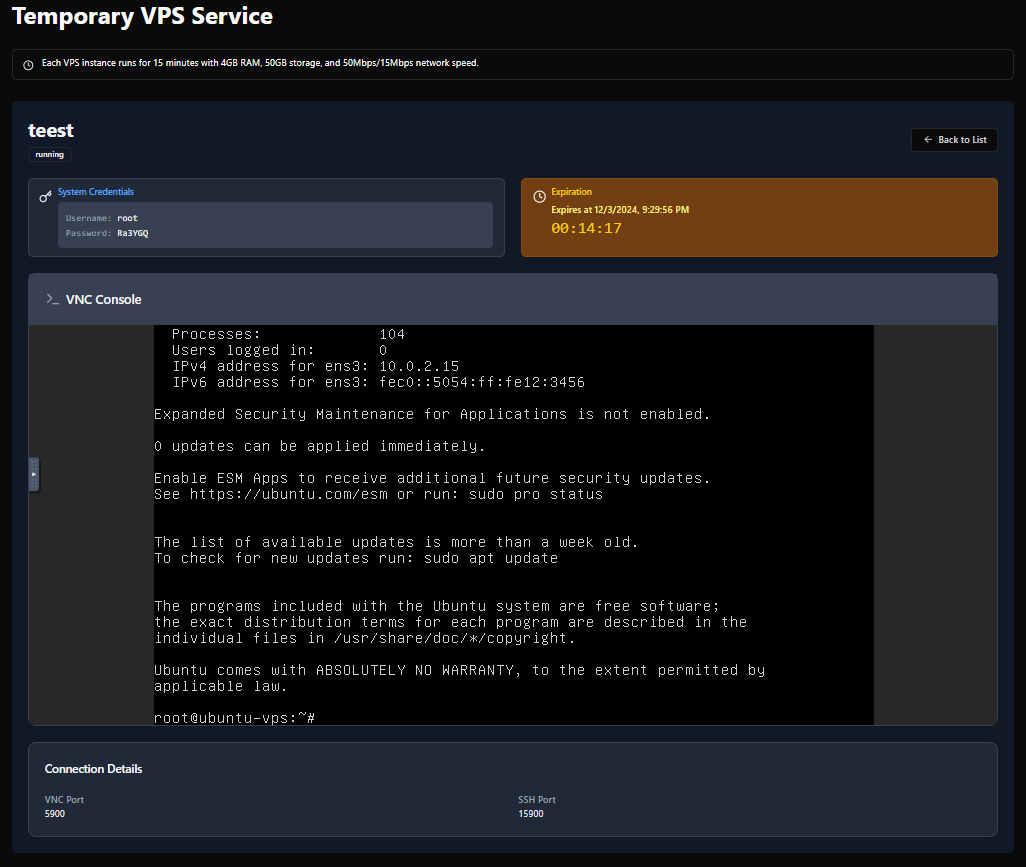 Temporary VPS Service
Each VPS instance runs for 15 minutes with 4GB RAM, 50GB storage, and 50Mbps/15Mbps network speed.
teest
running
← Back to List
System Credentials
Username: root
Password: Ra3YGQ
Expiration
Expires at 12/3/2024, 9:29:56 PM
00:14:17
>_ VNC Console
Processes: 104
Users logged in: 0
IPv4 address for ens3: 10.0.2.15
IPv6 address for ens3: fec0::5054:ff:fe12:3456
Expanded Security Maintenance for Applications is not enabled.
0 updates can be applied immediately.
Enable ESM Apps to receive additional future security updates.
See https://ubuntu.com/esm or run: sudo pro status
The list of available updates is more than a week old.
To check for new updates run: sudo apt update
The programs included with the Ubuntu system are free software;
the exact distribution terms for each program are described in the
individual files in /usr/share/doc/*/copyright.
Ubuntu comes with ABSOLUTELY NO WARRANTY, to the extent permitted by
applicable law.
root@ubuntu-vps:~#
Connection Details
VNC Port
5900
SSH Port
15900